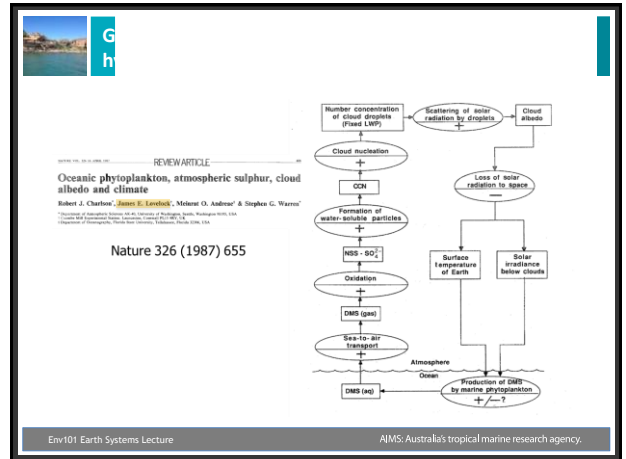 G
h
REVIEW ARTICLE
Oceanic phytoplankton, atmospheric sulphur, cloud
albedo and climate
Robert J. Charlson*, James E. Lovelock†, Meinrat O. Andreae‡ & Stephen G. Warren*
Nature 326 (1987) 655
Number concentration
of cloud droplets
(Fixed LWP)
Scattering of solar
radiation by droplets
+
Cloud
albedo
Cloud nucleation
+
CCN
Loss of solar
radiation to space
—
Formation of
water-soluble particles
+
NSS - SO₄²⁻
Surface
temperature
of Earth
Solar
irradiance
below clouds
Oxidation
+
DMS (gas)
Sea-to-air
transport
+
Atmosphere
Ocean
DMS (aq)
Production of DMS
by marine phytoplankton
+ /—?
Env101 Earth Systems Lecture
AIMS: Australia's tropical marine research agency.